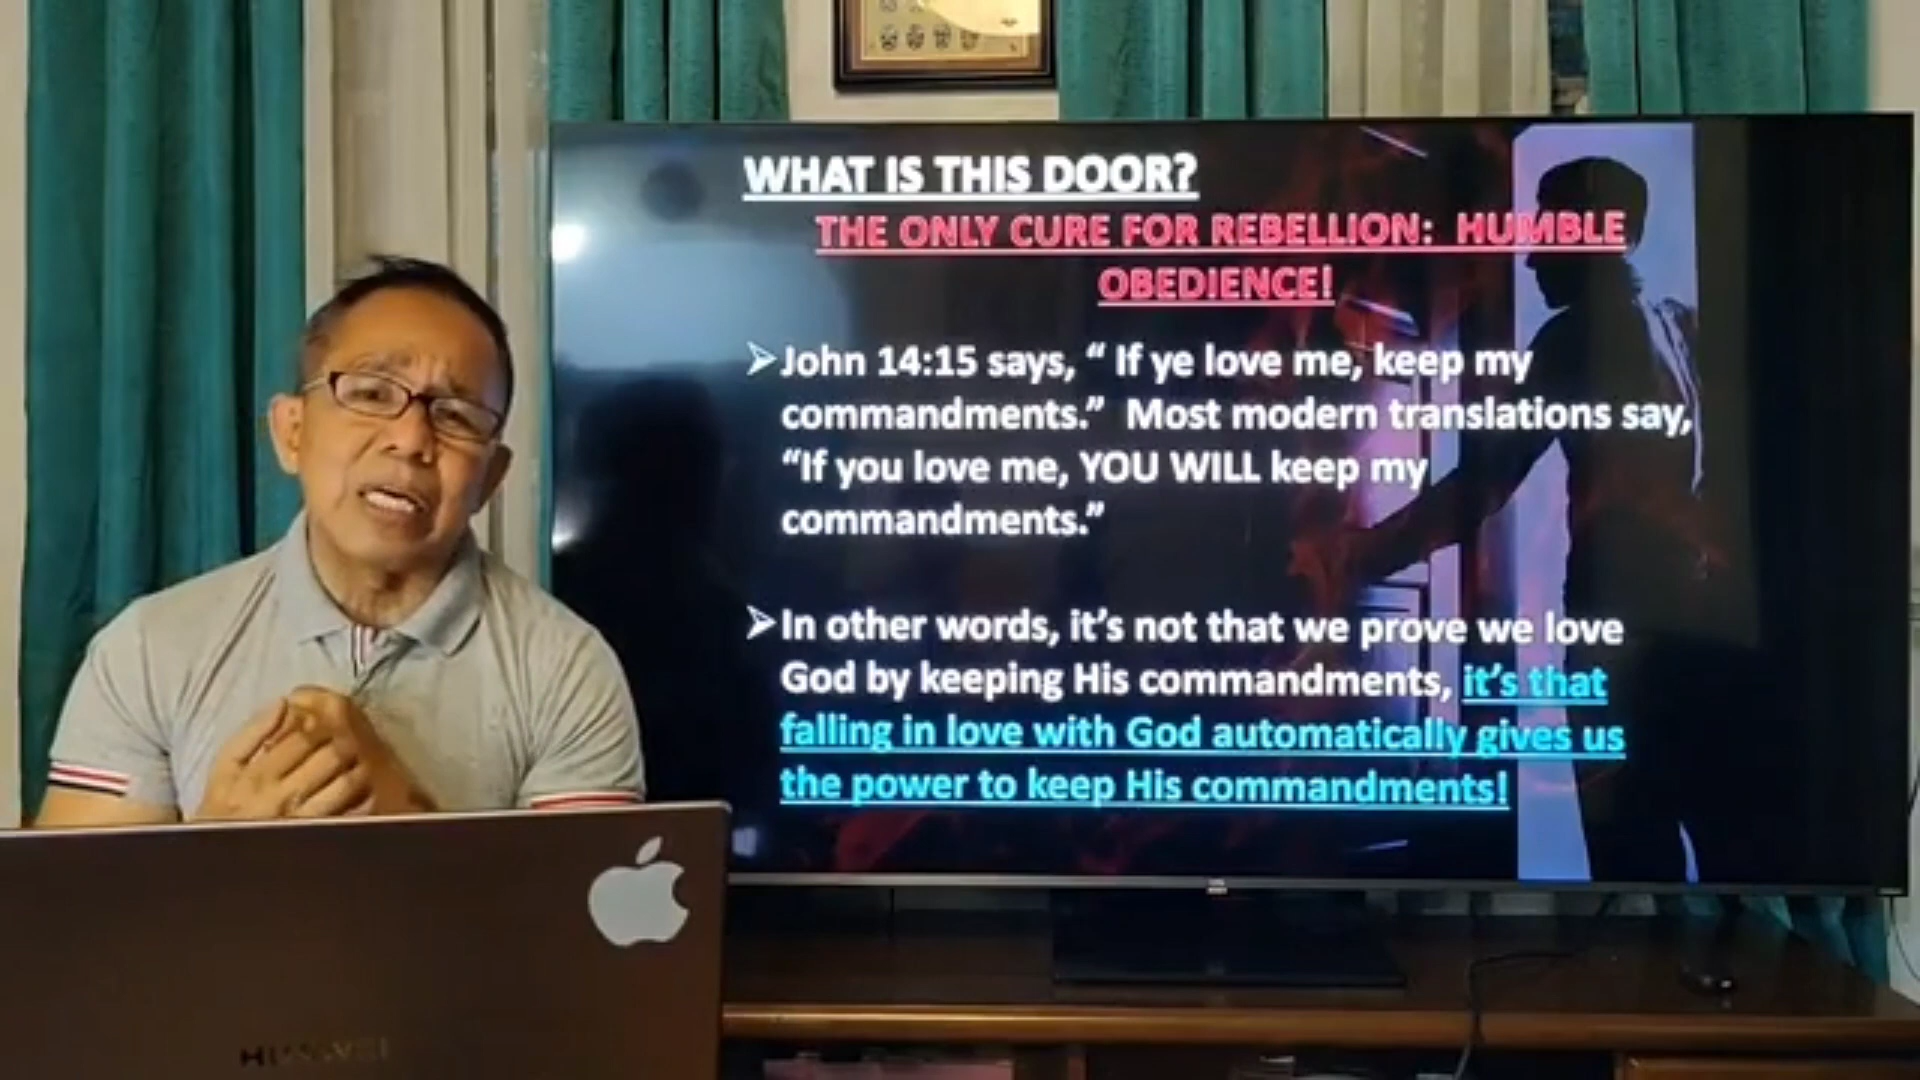 WHAT IS THIS DOOR?
THE ONLY CURE FOR REBELLION: HUMBLE
OBEDIENCE!
➢John 14:15 says, “ If ye love me, keep my
commandments.” Most modern translations say,
“If you love me, YOU WILL keep my
commandments.”
➢In other words, it’s not that we prove we love
God by keeping His commandments, it’s that
falling in love with God automatically gives us
the power to keep His commandments!
HUAWEI